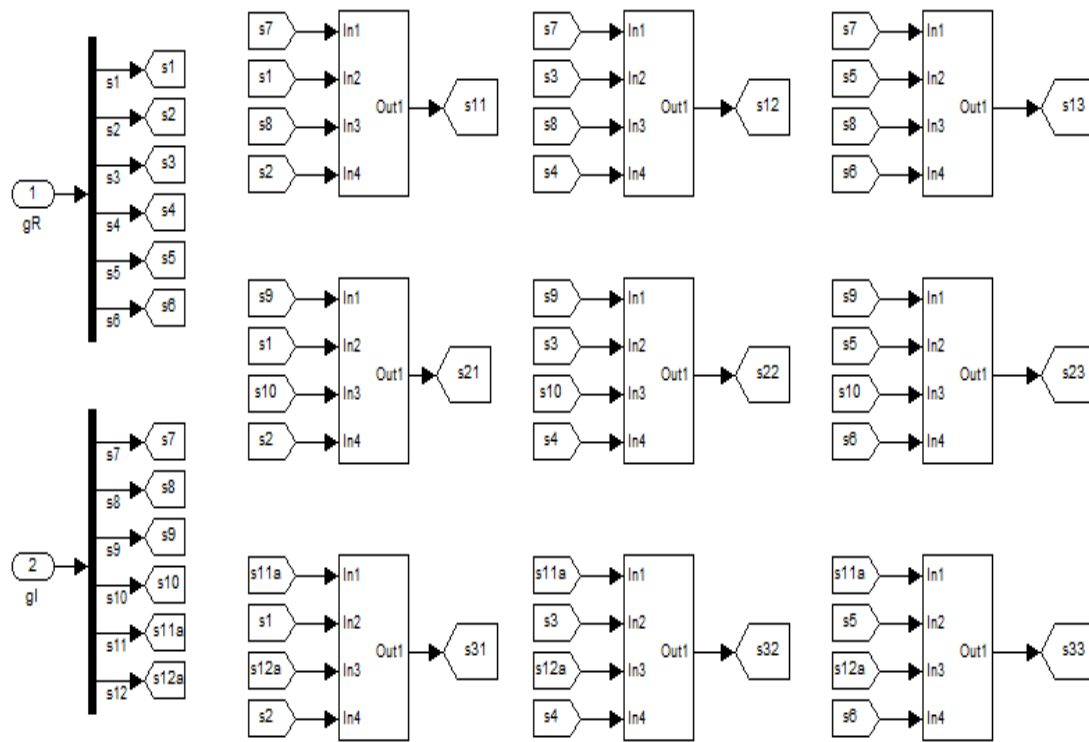 1
gR
s1 s1
s2 s2
s3 s3
s4 s4
s5 s5
s6 s6
2
gI
s7 s7
s8 s8
s9 s9
s10 s10
s11 s11a
s12 s12a
s7 In1
s1 In2
s8 In3
s2 In4
Out1 s11
s7 In1
s3 In2
s8 In3
s4 In4
Out1 s12
s7 In1
s5 In2
s8 In3
s6 In4
Out1 s13
s9 In1
s1 In2
s10 In3
s2 In4
Out1 s21
s9 In1
s3 In2
s10 In3
s4 In4
Out1 s22
s9 In1
s5 In2
s10 In3
s6 In4
Out1 s23
s11a In1
s1 In2
s12a In3
s2 In4
Out1 s31
s11a In1
s3 In2
s12a In3
s4 In4
Out1 s32
s11a In1
s5 In2
s12a In3
s6 In4
Out1 s33